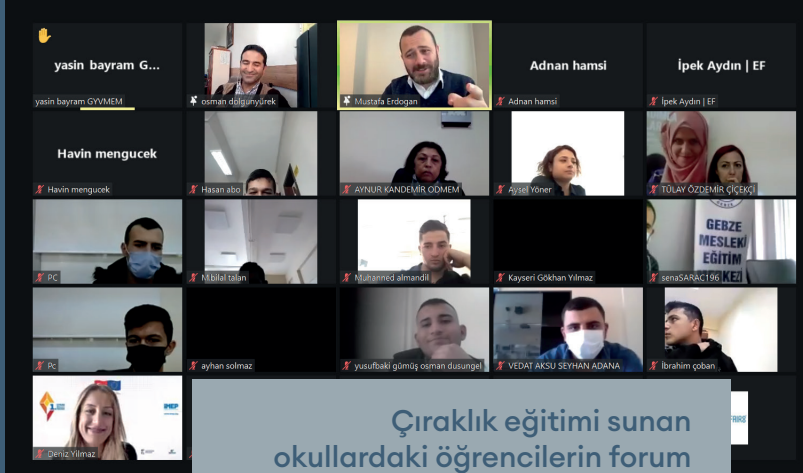 yasin bayram G...
yasin bayram GYVMEM
osman dolgunyürek
Mustafa Erdogan
Adnan hamsi
Adnan hamsi
İpek Aydın | EF
İpek Aydın | EF
Havin mengucek
Havin mengucek
Hasan abo
AYNUR KANDEMİR ODMEM
Aysel Yöner
TÜLAY ÖZDEMİR ÇİÇEKÇİ
PC
M.bilal talan
Muhanned almandil
Kayseri Gökhan Yılmaz
senaSARAC196
GEBZE
MESLEKİ
EĞİTİM
KEZİ
Pc
ayhan solmaz
yusufbaki gümüş osman dusungel
VEDAT AKSU SEYHAN ADANA
İbrahim çoban
Deniz Yilmaz
Çıraklık eğitimi sunan
okullardaki öğrencilerin forum